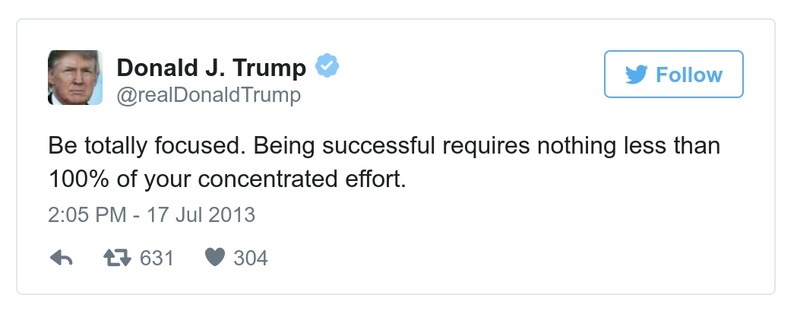 Donald J. Trump
@realDonaldTrump
Follow
Be totally focused. Being successful requires nothing less than
100% of your concentrated effort.
2:05 PM - 17 Jul 2013
631 304